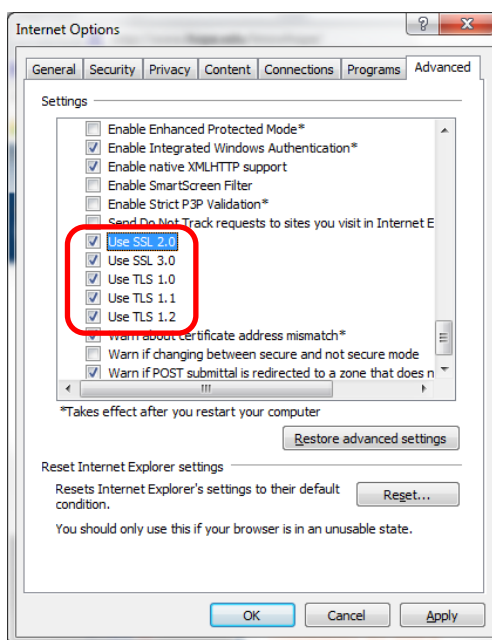 Internet Options
General Security Privacy Content Connections Programs Advanced
Settings
Enable Enhanced Protected Mode*
Enable Integrated Windows Authentication*
Enable native XMLHTTP support
Enable SmartScreen Filter
Enable Strict P3P Validation*
Send Do Not Track requests to sites you visit in Internet E
Use SSL 2.0
Use SSL 3.0
Use TLS 1.0
Use TLS 1.1
Use TLS 1.2
Warn about certificate address mismatch*
Warn if changing between secure and not secure mode
Warn if POST submittal is redirected to a zone that does n
*Takes effect after you restart your computer
Restore advanced settings
Reset Internet Explorer settings
Resets Internet Explorer's settings to their default
condition.
Reset...
You should only use this if your browser is in an unusable state.
OK Cancel Apply